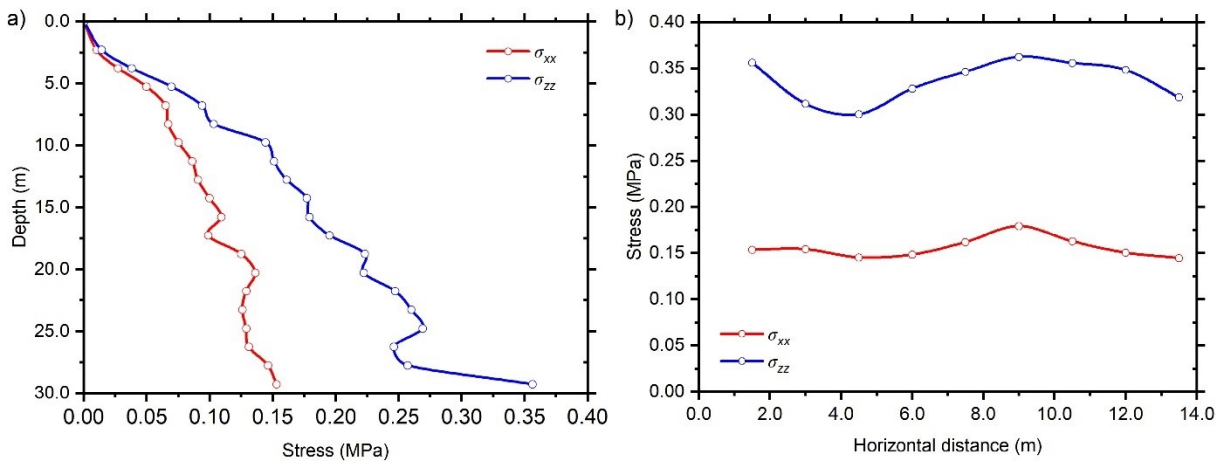 a)
σxx
σzz
0.0
5.0
10.0
15.0
20.0
25.0
30.0
Depth (m)
0.00 0.05 0.10 0.15 0.20 0.25 0.30 0.35 0.40
Stress (MPa)
b)
0.40
0.35
0.30
0.25
0.20
0.15
0.10
0.05
0.00
Stress (MPa)
σxx
σzz
0.0 2.0 4.0 6.0 8.0 10.0 12.0 14.0
Horizontal distance (m)